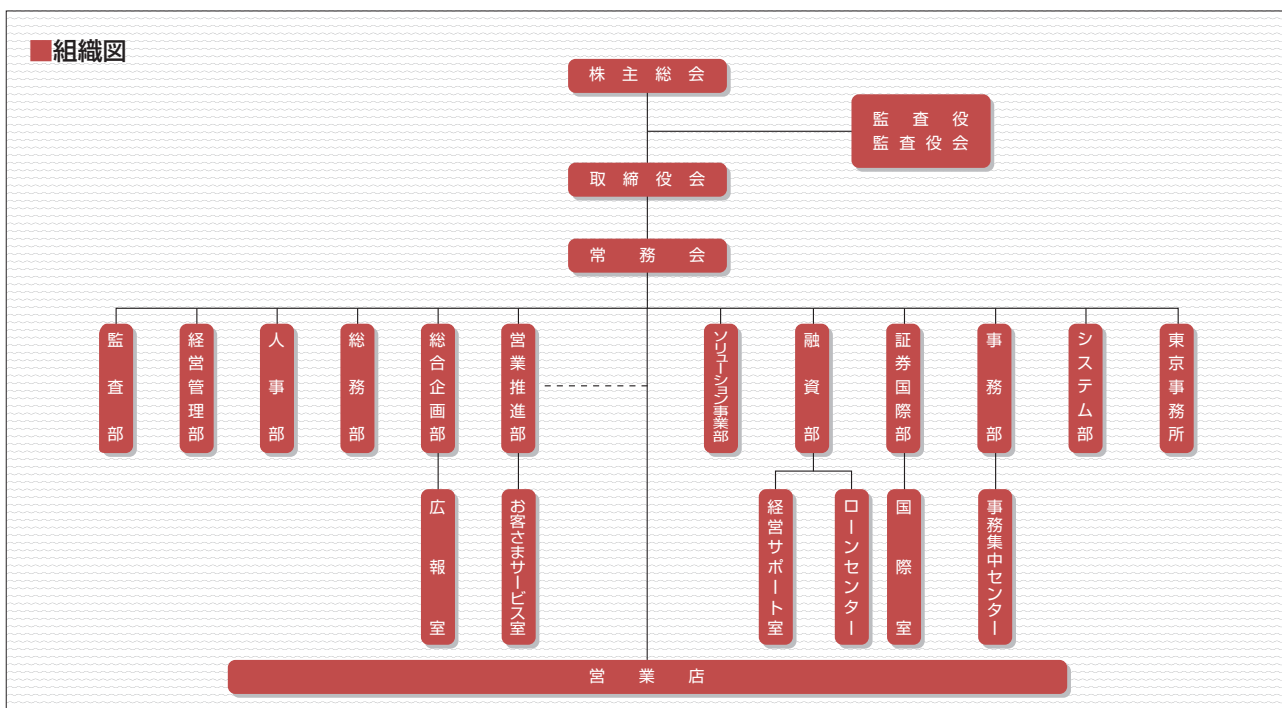 ■組織図
株主総会
監査役
監査役会
取締役会
常務会
監査部
経営管理部
人事部
総務部
総合企画部
営業推進部
ソリューション事業部
融資部
証券国際部
事務部
システム部
東京事務所
広報室
お客さまサービス室
経営サポート室
ローンセンター
国際室
事務集中センター
営業店